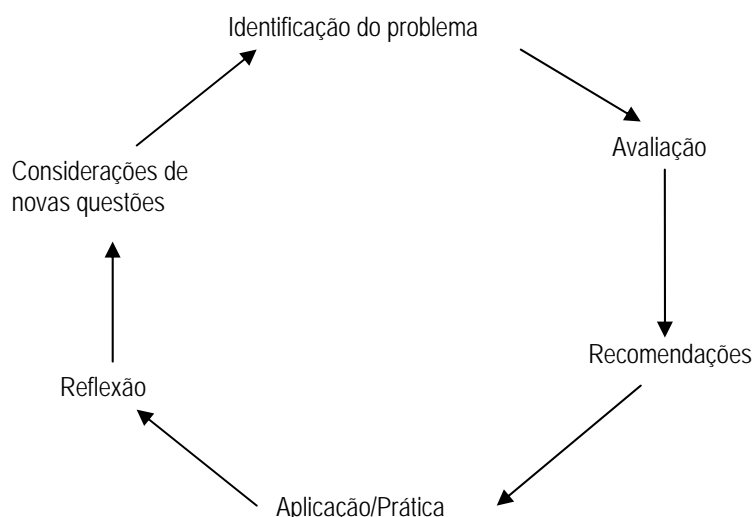 Identificação do problema
Avaliação
Recomendações
Aplicação/Prática
Reflexão
Considerações de
novas questões